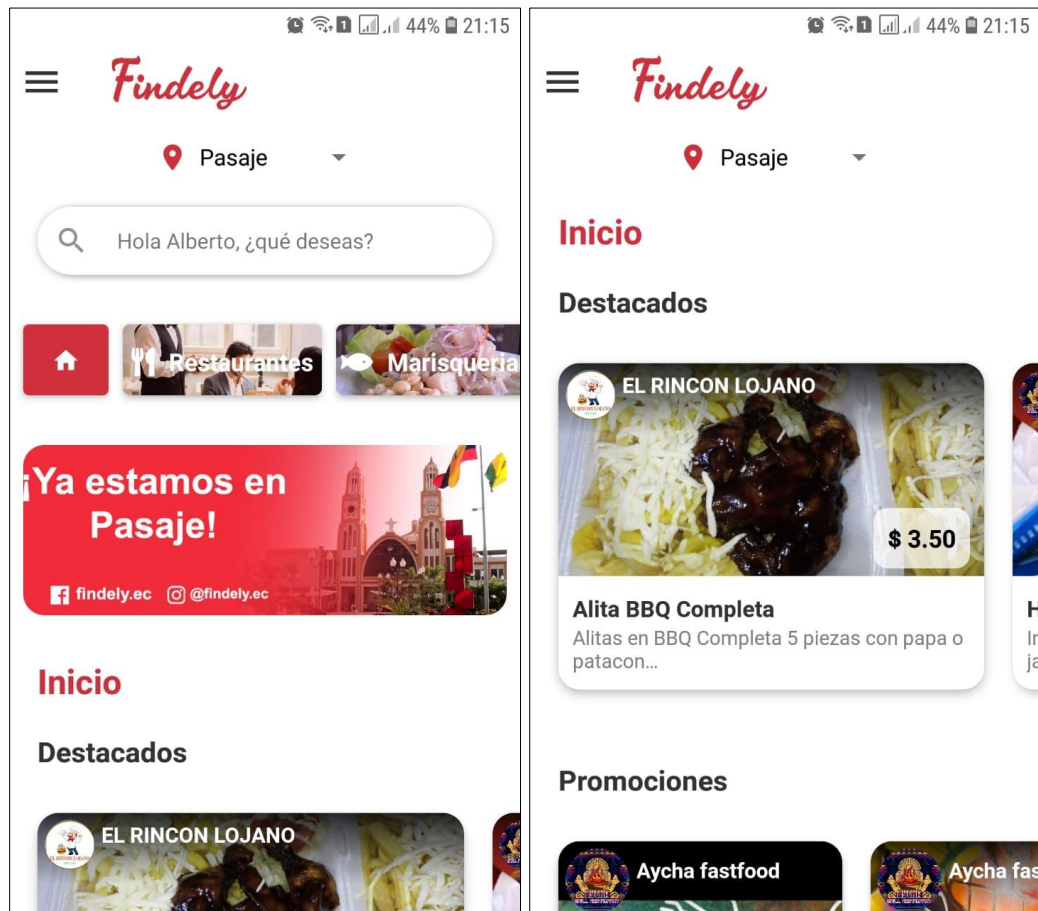 44% 21:15
Findely
Pasaje
Hola Alberto, ¿qué deseas?
Restaurantes
Marisqueria
¡Ya estamos en
Pasaje!
findely.ec @findely.ec
Inicio
Destacados
EL RINCON LOJANO
44% 21:15
Findely
Pasaje
Inicio
Destacados
EL RINCON LOJANO
$ 3.50
Alita BBQ Completa
Alitas en BBQ Completa 5 piezas con papa o
patacon...
Promociones
Aycha fastfood
Aycha fas